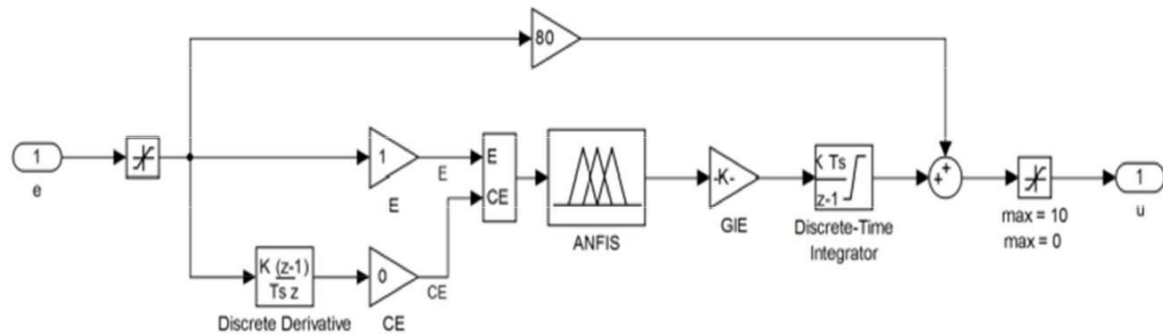 80
1
e
1
E
E
E
CE
ANFIS
-K-
GIE
K Ts
z-1
Discrete-Time
Integrator
+
+
max = 10
max = 0
1
u
K (z-1)
Ts z
Discrete Derivative
0
CE
CE